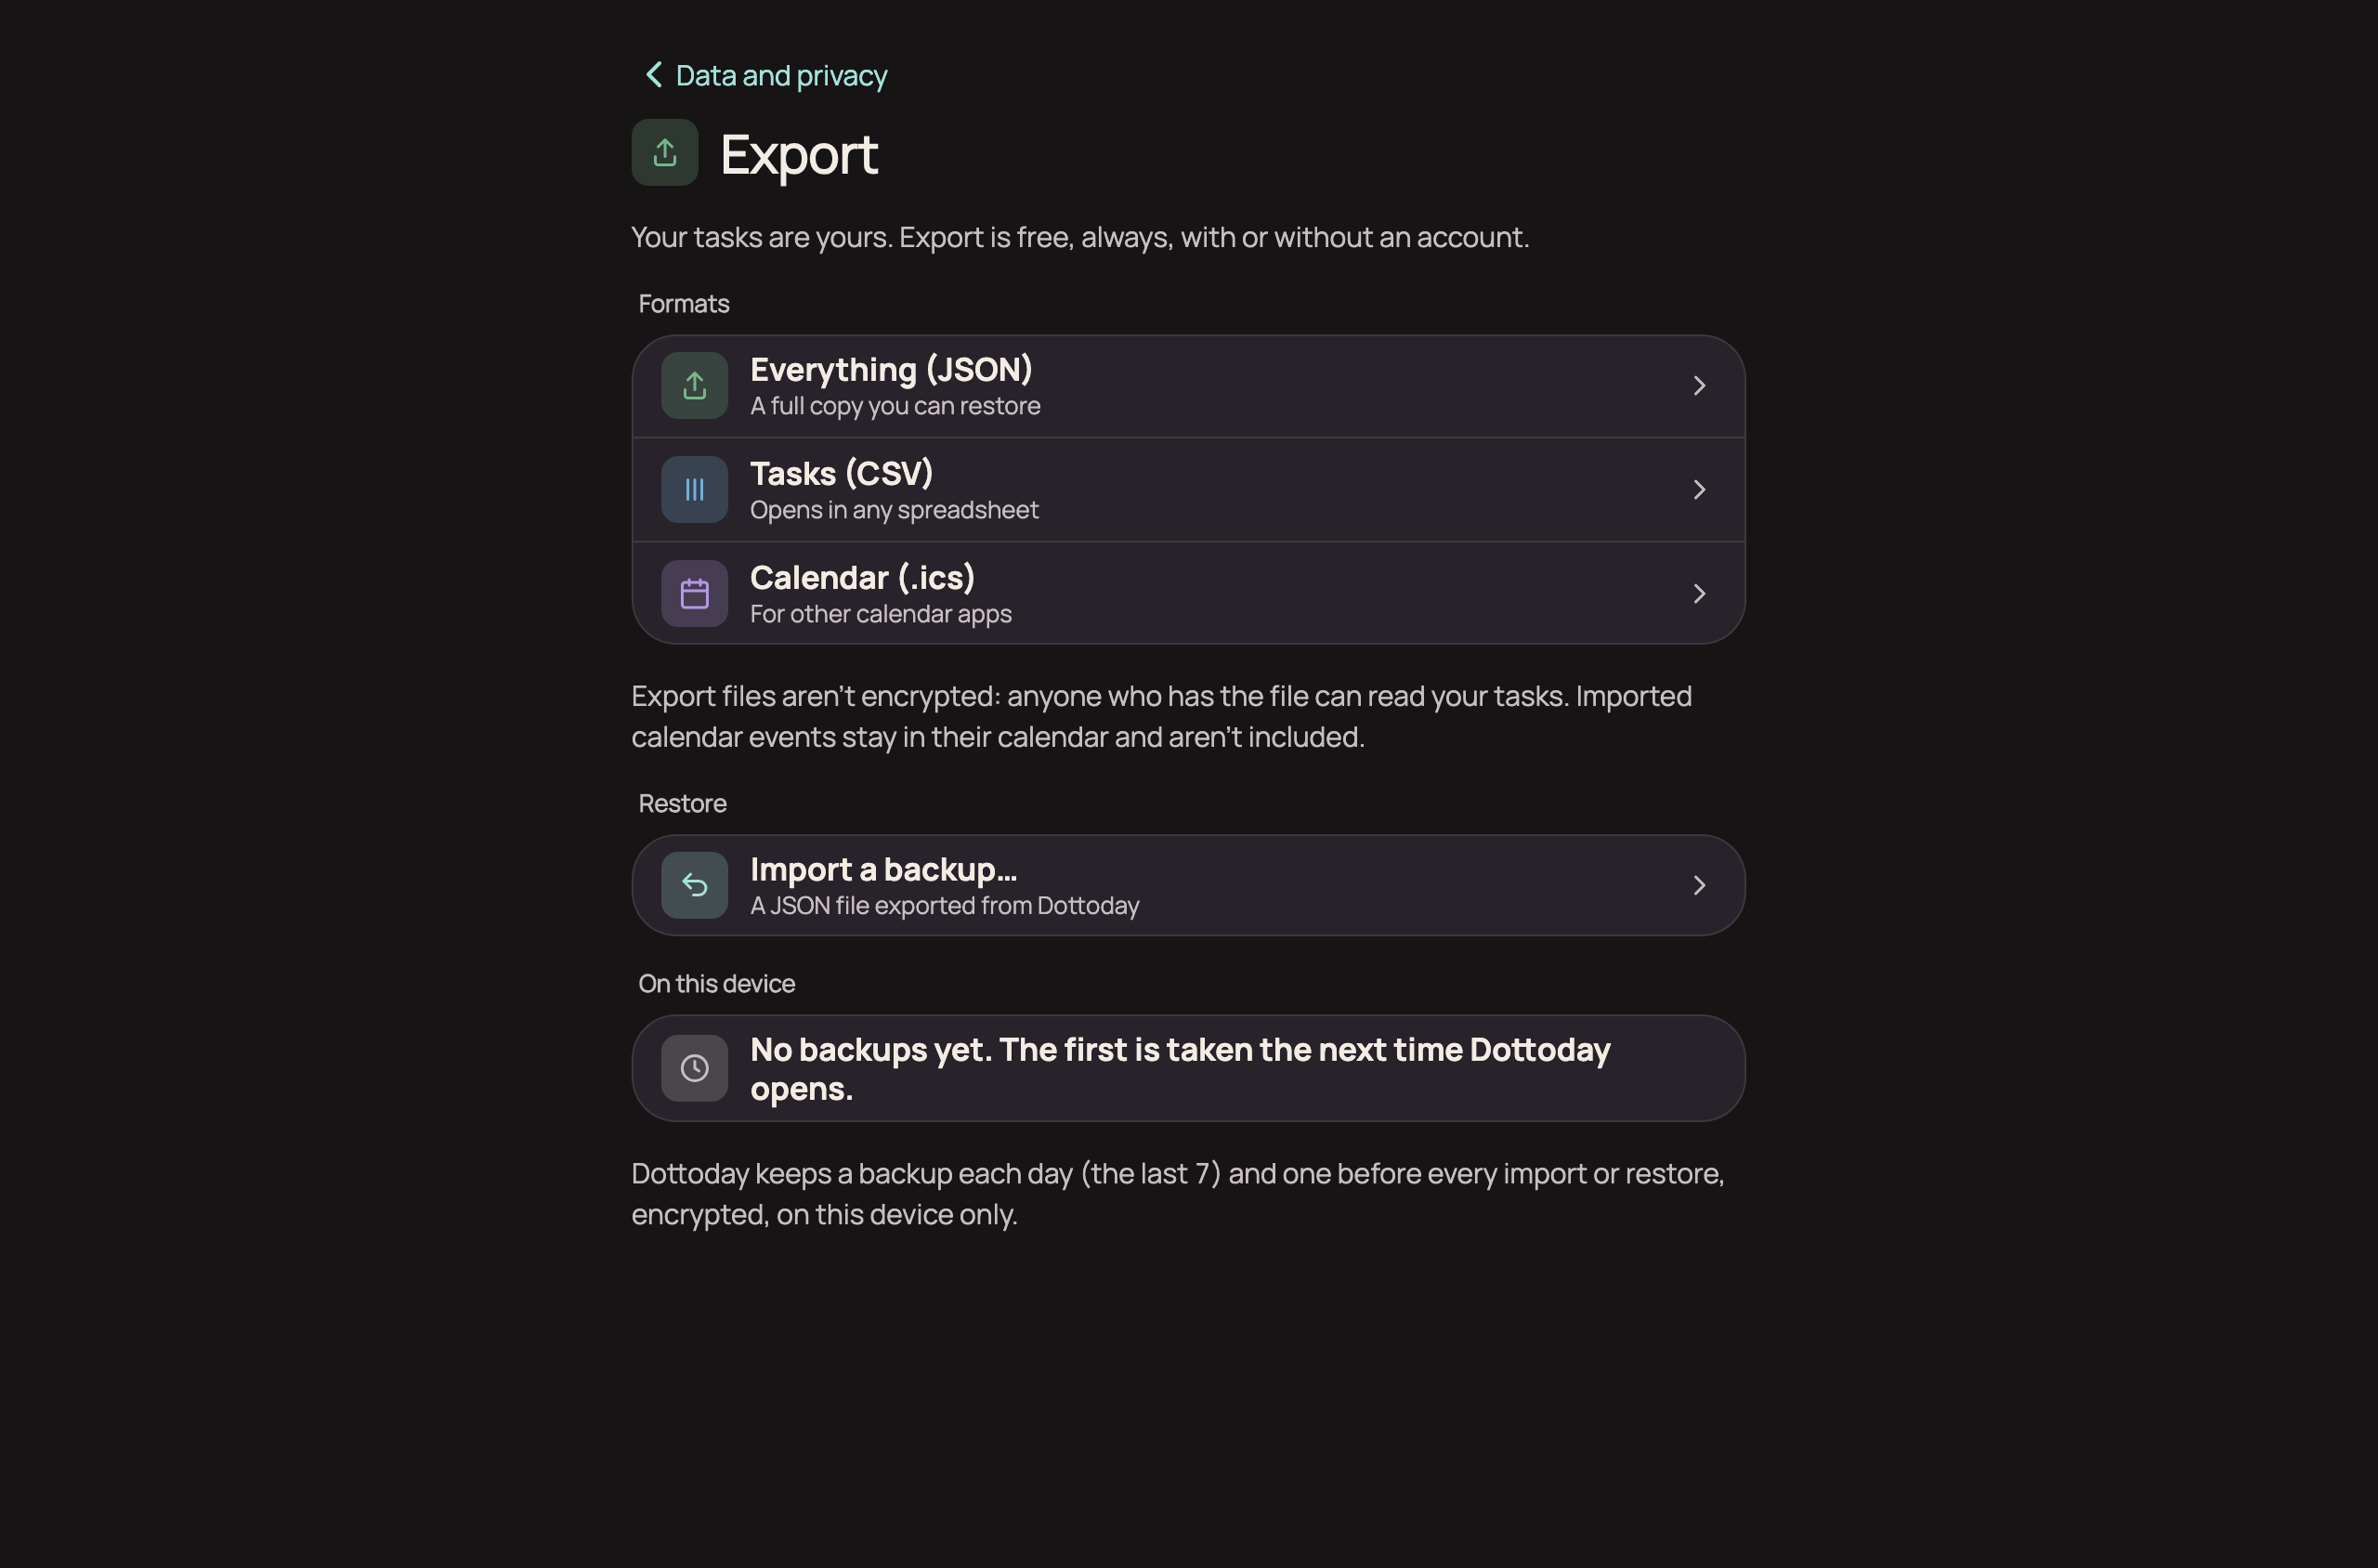 Data and privacy
Export
Your tasks are yours. Export is free, always, with or without an account.
Formats
Everything (JSON)
A full copy you can restore
Tasks (CSV)
Opens in any spreadsheet
Calendar (.ics)
For other calendar apps
Export files aren’t encrypted: anyone who has the file can read your tasks. Imported
calendar events stay in their calendar and aren’t included.
Restore
Import a backup…
A JSON file exported from Dottoday
On this device
No backups yet. The first is taken the next time Dottoday
opens.
Dottoday keeps a backup each day (the last 7) and one before every import or restore,
encrypted, on this device only.